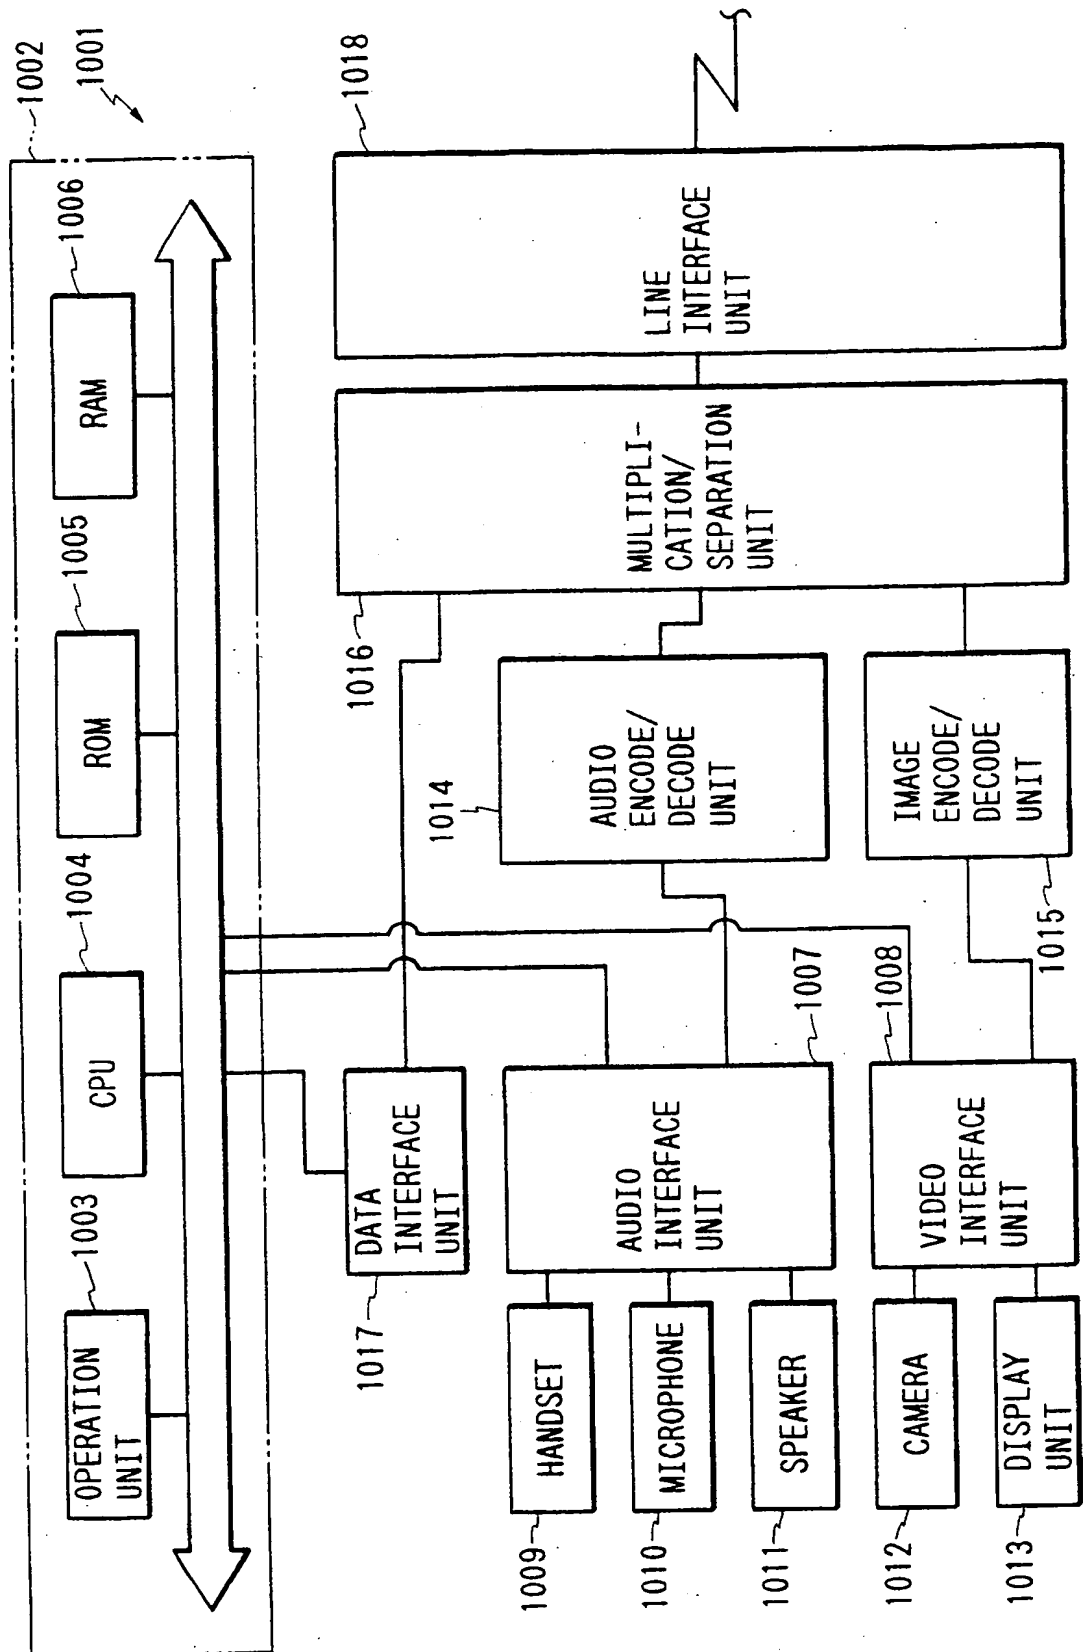 1002
1001
1003
1004
1005
1006
OPERATION
UNIT
CPU
ROM
RAM
1017
DATA
INTERFACE
UNIT
1016
1018
1009
HANDSET
1010
MICROPHONE
1011
SPEAKER
AUDIO
INTERFACE
UNIT
1007
1014
AUDIO
ENCODE/
DECODE
UNIT
MULTIPLI-
CATION/
SEPARATION
UNIT
LINE
INTERFACE
UNIT
1012
CAMERA
1013
DISPLAY
UNIT
1008
VIDEO
INTERFACE
UNIT
1015
IMAGE
ENCODE/
DECODE
UNIT